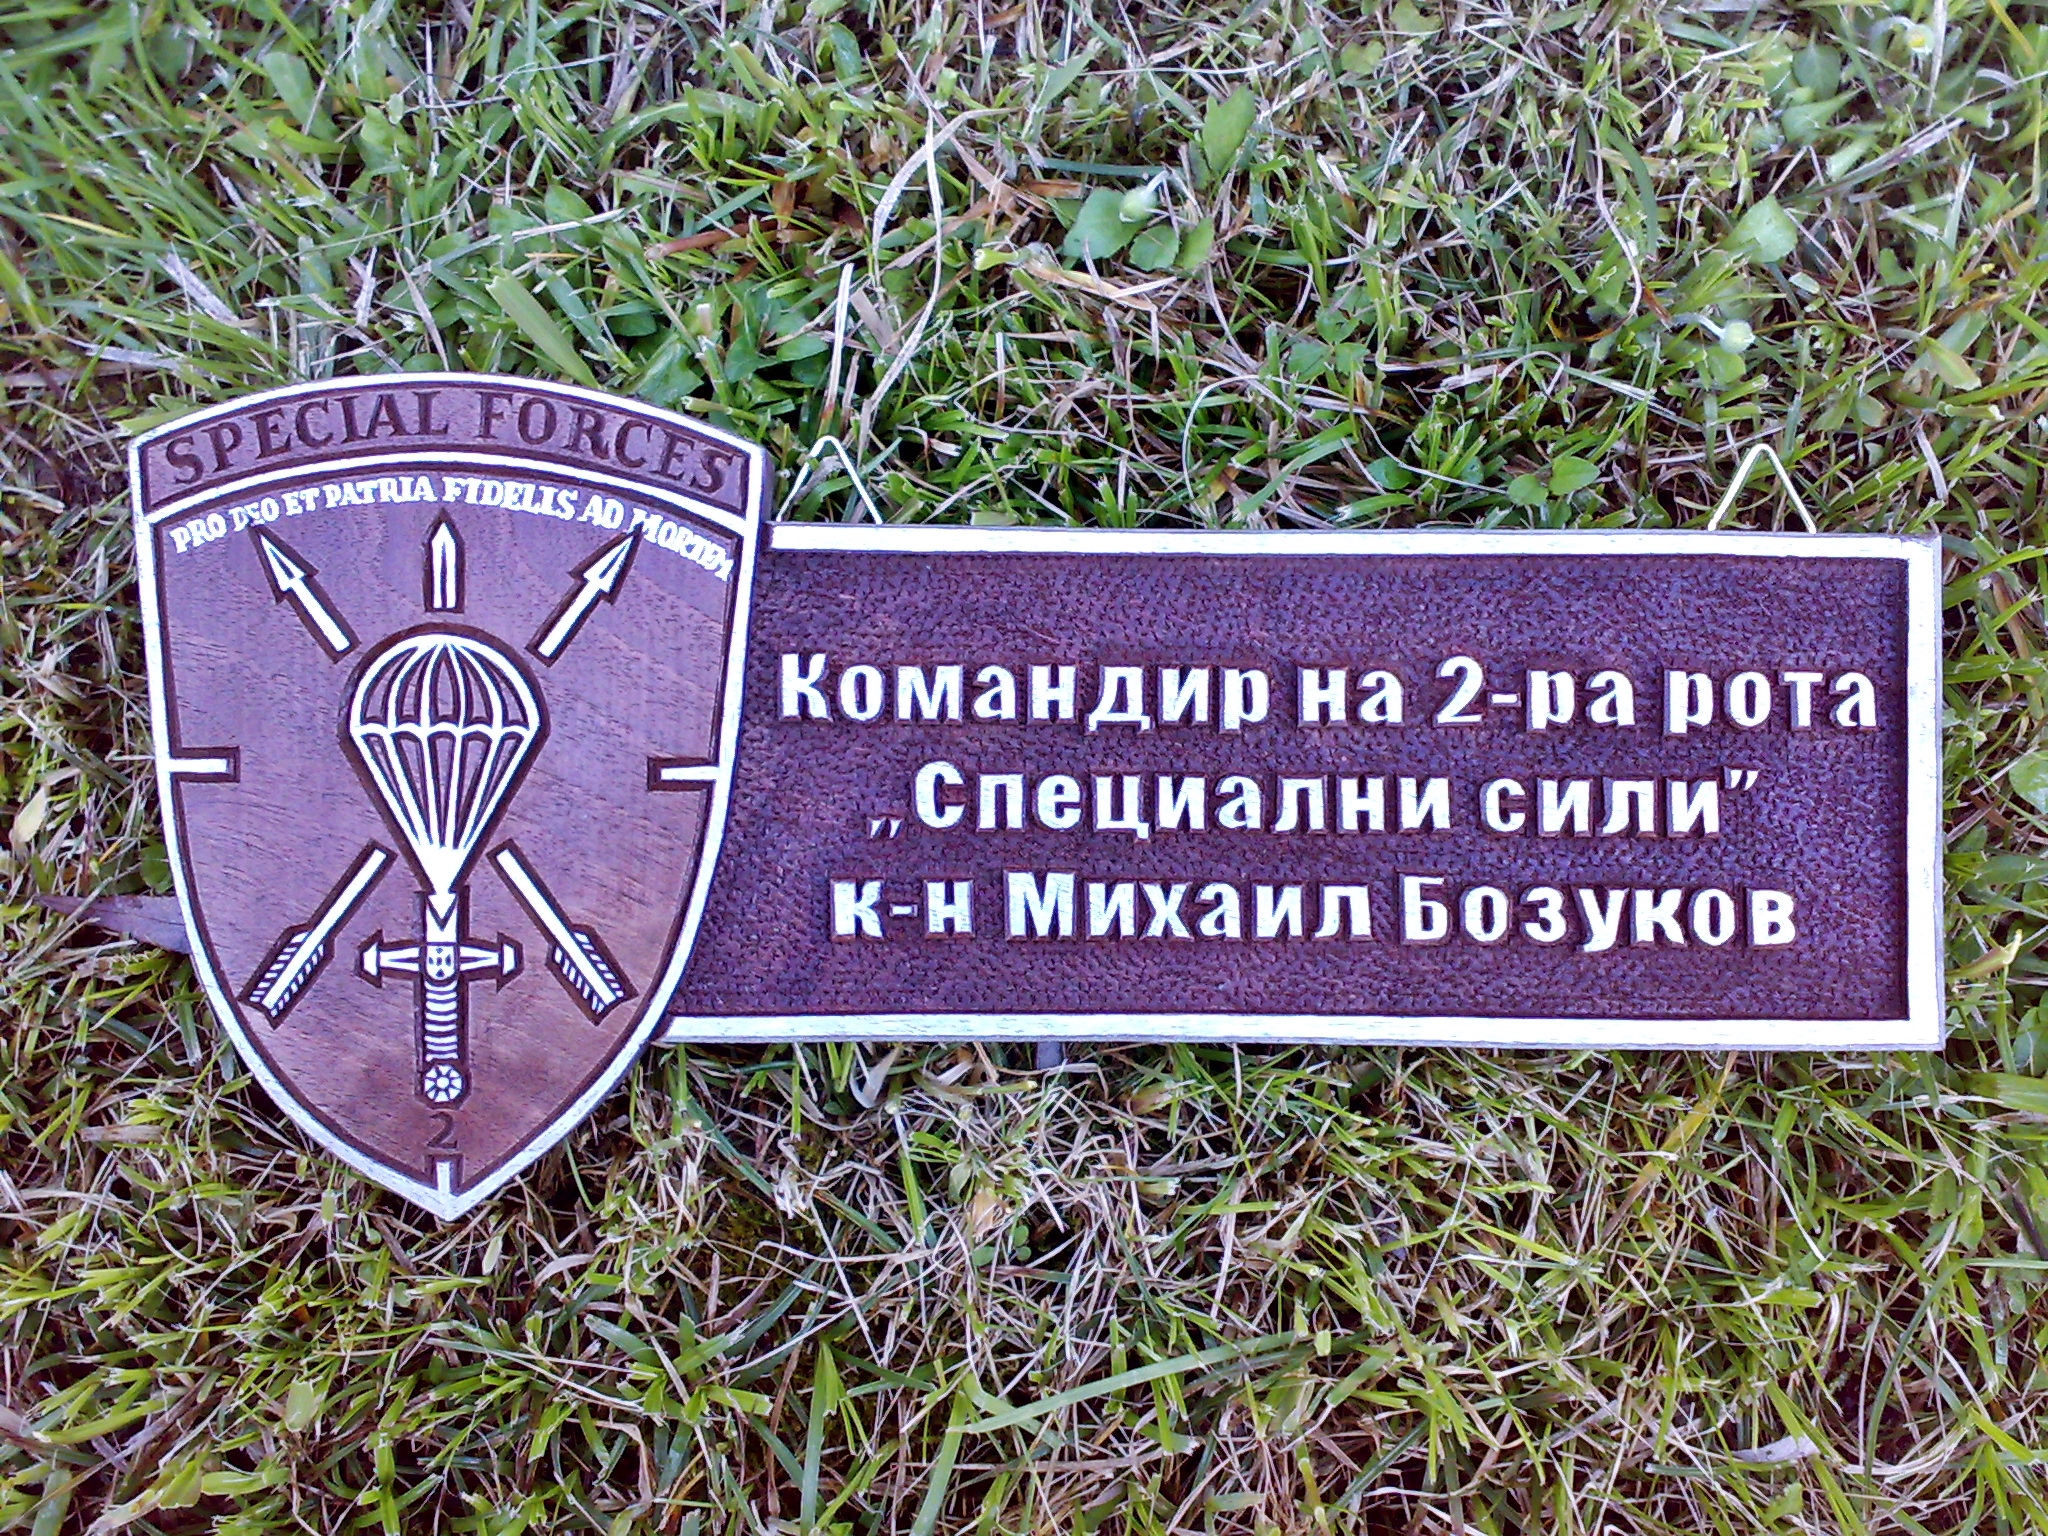 SPECIAL FORCES
PRO DEO ET PATRIA FIDELIS AD MORTEM
2
Командир на 2-ра рота
„Специални сили”
к-н Михаил Бозуков